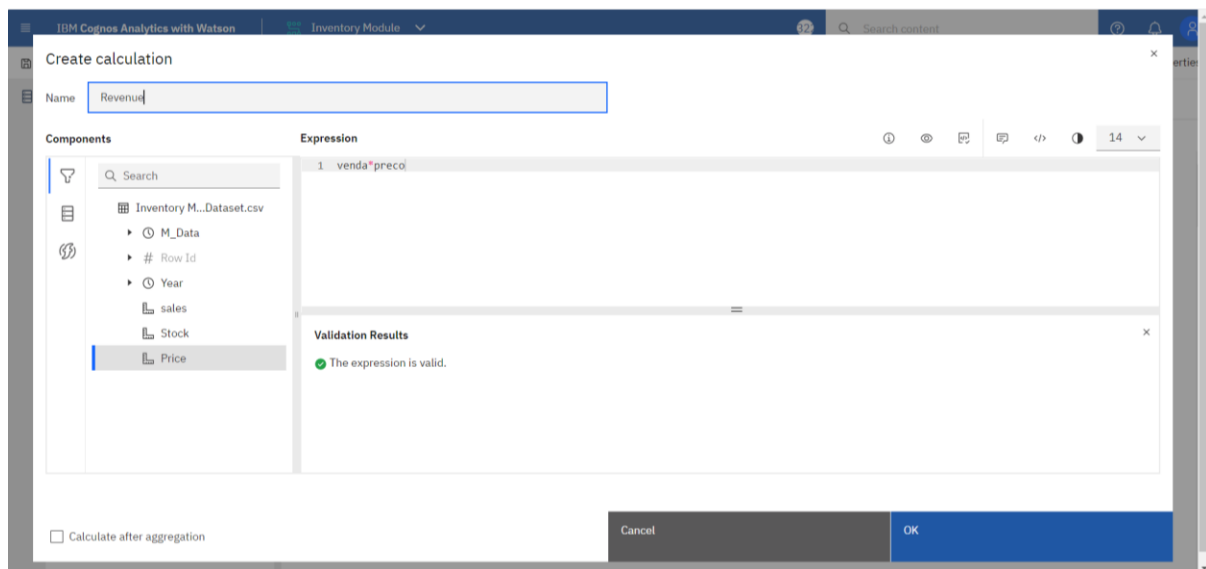 IBM Cognos Analytics with Watson
Inventory Module
Search content
Create calculation
erties
Name
Revenue
Components
Expression
14
Search
1 venda*preco
Inventory M...Dataset.csv
M_Data
# Row Id
Year
sales
Stock
Validation Results
Price
The expression is valid.
Calculate after aggregation
Cancel
OK